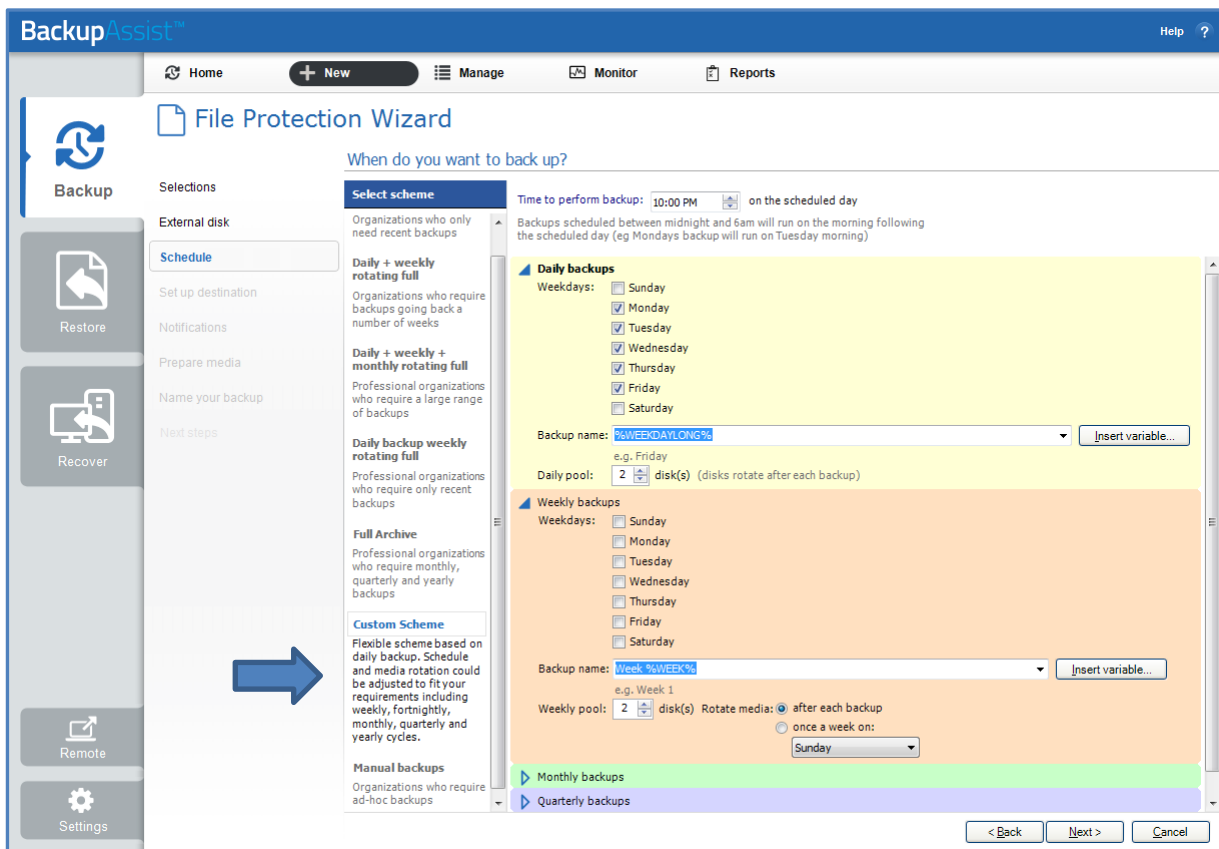 BackupAssist™
Help ?
Home
New
Manage
Monitor
Reports
File Protection Wizard
When do you want to back up?
Backup
Restore
Recover
Remote
Settings
Selections
External disk
Schedule
Set up destination
Notifications
Prepare media
Name your backup
Next steps
Select scheme
Organizations who only
need recent backups
Daily + weekly
rotating full
Organizations who require
backups going back a
number of weeks
Daily + weekly +
monthly rotating full
Professional organizations
who require a large range
of backups
Daily backup weekly
rotating full
Professional organizations
who require only recent
backups
Full Archive
Professional organizations
who require monthly,
quarterly and yearly
backups
Custom Scheme
Flexible scheme based on
daily backup. Schedule
and media rotation could
be adjusted to fit your
requirements including
weekly, fortnightly,
monthly, quarterly and
yearly cycles.
Manual backups
Organizations who require
ad-hoc backups
Time to perform backup: 10:00 PM on the scheduled day
Backups scheduled between midnight and 6am will run on the morning following
the scheduled day (eg Mondays backup will run on Tuesday morning)
Daily backups
Weekdays: Sunday
Monday
Tuesday
Wednesday
Thursday
Friday
Saturday
Backup name: %WEEKDAYLONG% Insert variable...
e.g. Friday
Daily pool: 2 disk(s) (disks rotate after each backup)
Weekly backups
Weekdays: Sunday
Monday
Tuesday
Wednesday
Thursday
Friday
Saturday
Backup name: Week %WEEK% Insert variable...
e.g. Week 1
Weekly pool: 2 disk(s) Rotate media: after each backup
once a week on:
Sunday
Monthly backups
Quarterly backups
< Back Next > Cancel